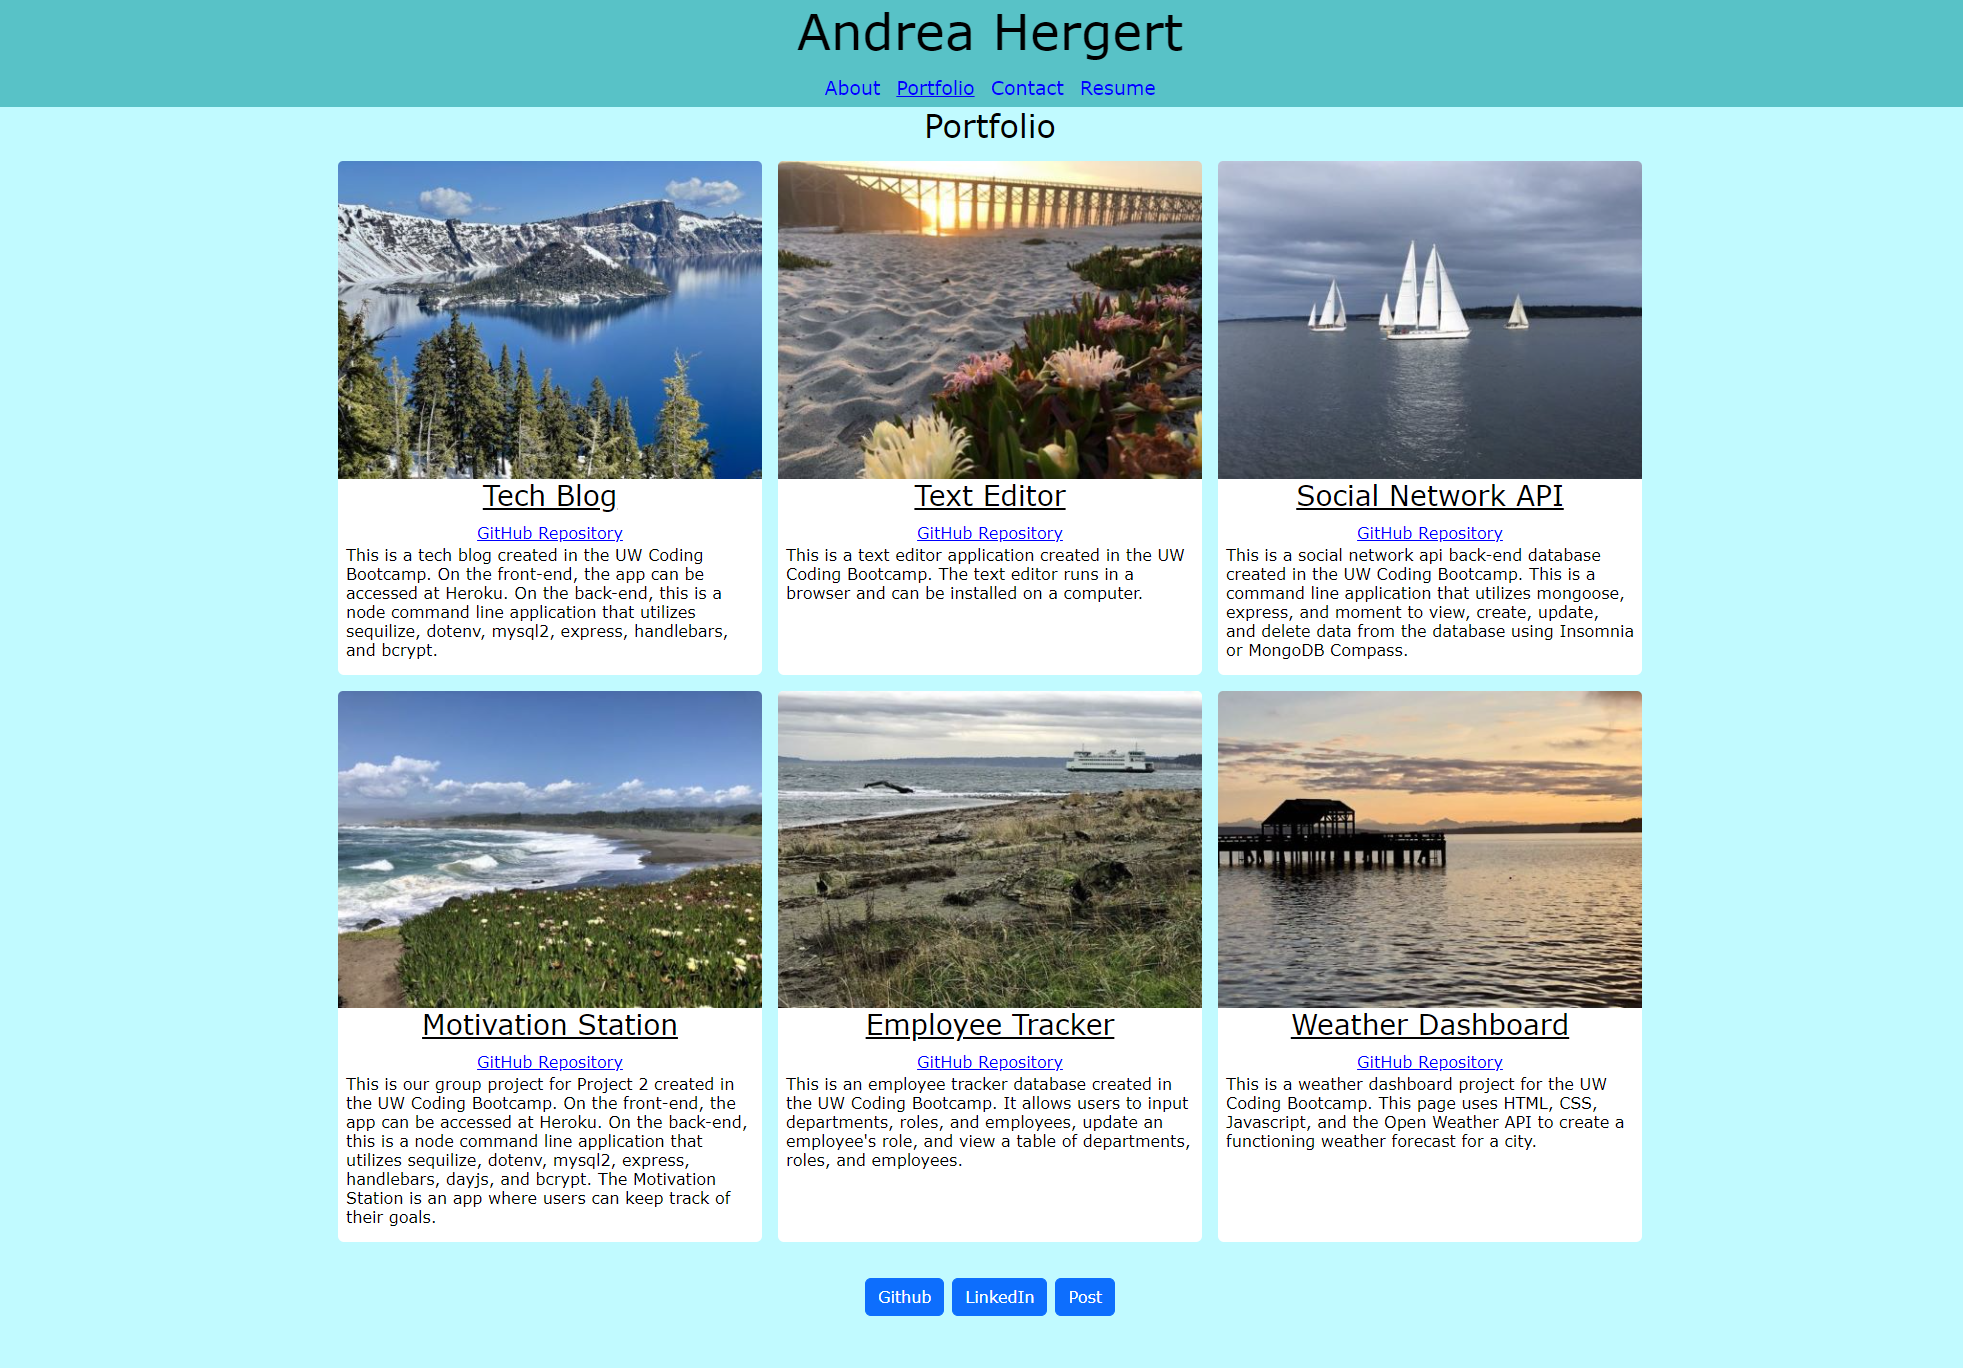 Andrea Hergert
About Portfolio Contact Resume
Portfolio
Tech Blog
GitHub Repository
This is a tech blog created in the UW Coding
Bootcamp. On the front-end, the app can be
accessed at Heroku. On the back-end, this is a
node command line application that utilizes
sequilize, dotenv, mysql2, express, handlebars,
and bcrypt.
Text Editor
GitHub Repository
This is a text editor application created in the UW
Coding Bootcamp. The text editor runs in a
browser and can be installed on a computer.
Social Network API
GitHub Repository
This is a social network api back-end database
created in the UW Coding Bootcamp. This is a
command line application that utilizes mongoose,
express, and moment to view, create, update,
and delete data from the database using Insomnia
or MongoDB Compass.
Motivation Station
GitHub Repository
This is our group project for Project 2 created in
the UW Coding Bootcamp. On the front-end, the
app can be accessed at Heroku. On the back-end,
this is a node command line application that
utilizes sequilize, dotenv, mysql2, express,
handlebars, dayjs, and bcrypt. The Motivation
Station is an app where users can keep track of
their goals.
Employee Tracker
GitHub Repository
This is an employee tracker database created in
the UW Coding Bootcamp. It allows users to input
departments, roles, and employees, update an
employee's role, and view a table of departments,
roles, and employees.
Weather Dashboard
GitHub Repository
This is a weather dashboard project for the UW
Coding Bootcamp. This page uses HTML, CSS,
Javascript, and the Open Weather API to create a
functioning weather forecast for a city.
Github LinkedIn Post